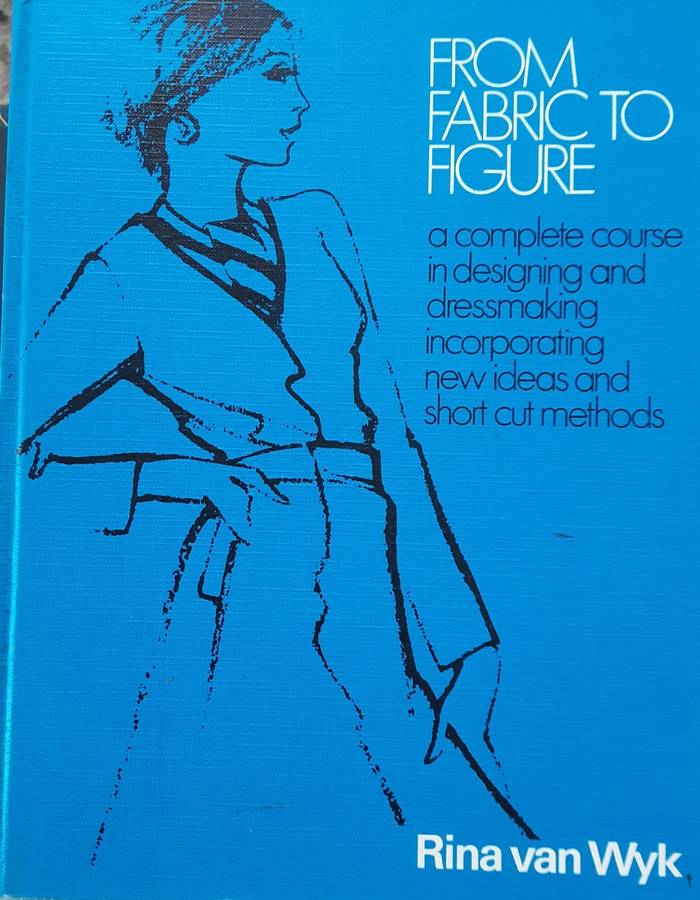 FROM
FABRIC TO
FIGURE
a complete course
in designing and
dressmaking
incorporating
new ideas and
short cut methods
Rina van Wyk